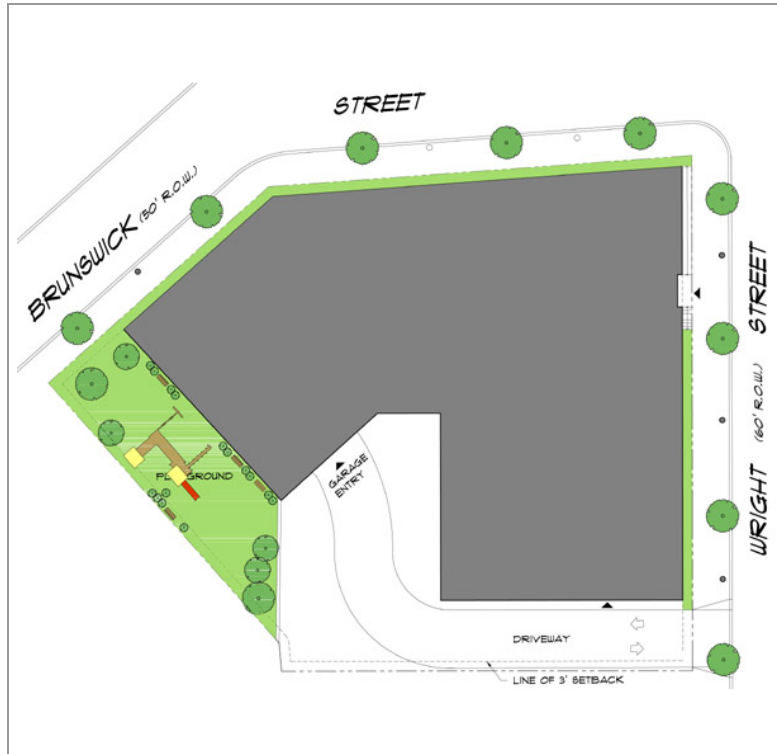 STREET
BRUNSWICK (50' R.O.W.)
STREET
WRIGHT (60' R.O.W.)
GARAGE
ENTRY
PLAYGROUND
DRIVEWAY
LINE OF 3' SETBACK